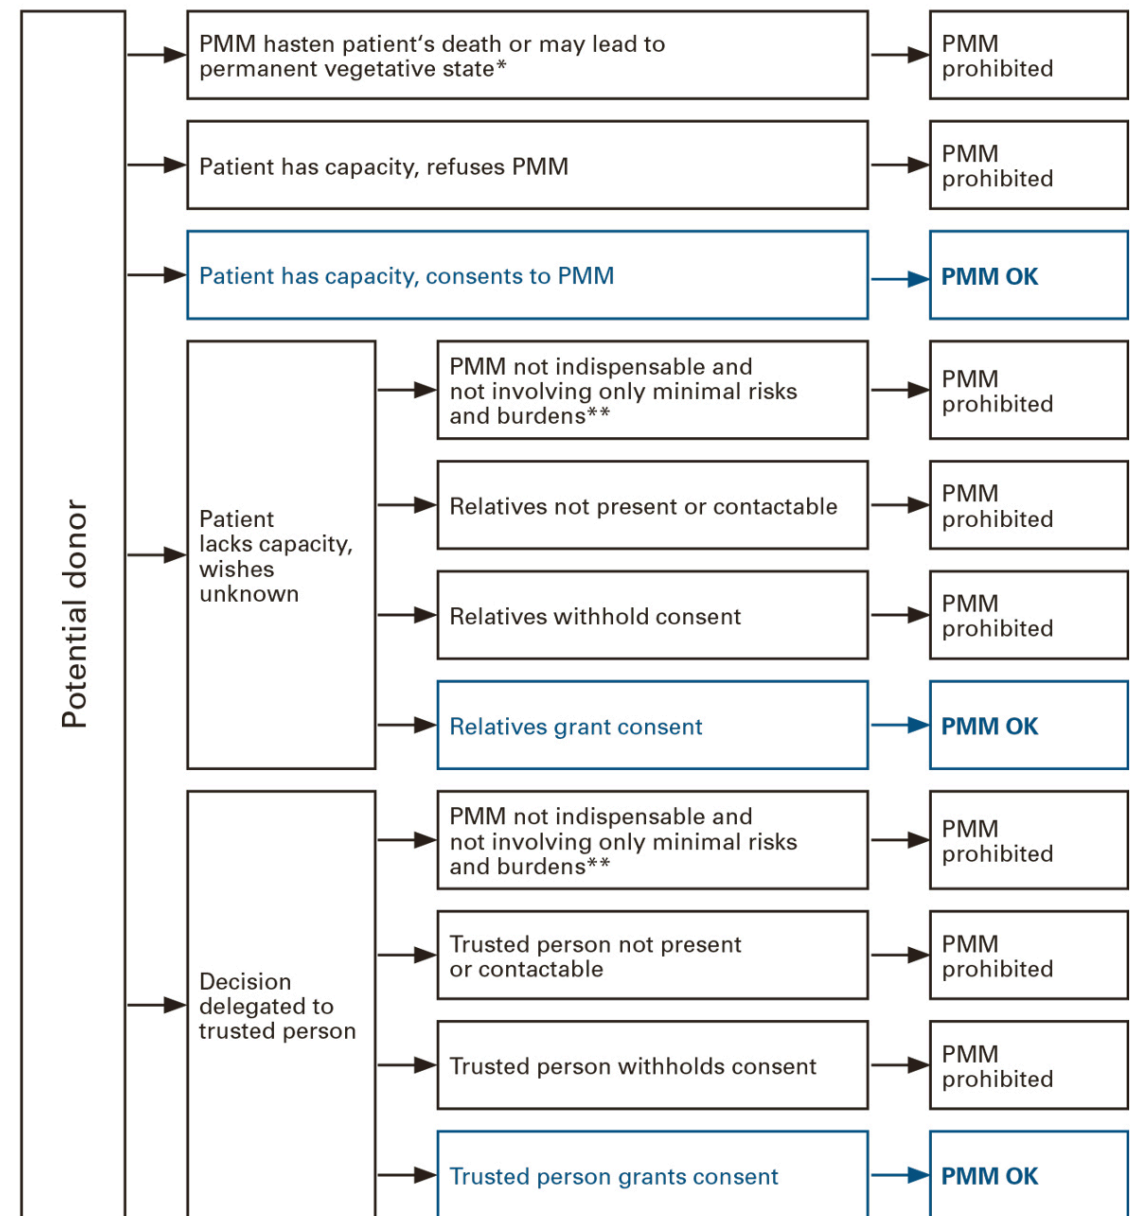 Potential donor
PMM hasten patient‘s death or may lead to
permanent vegetative state*
PMM
prohibited
Patient has capacity, refuses PMM
PMM
prohibited
Patient has capacity, consents to PMM
PMM OK
Patient
lacks capacity,
wishes
unknown
PMM not indispensable and
not involving only minimal risks
and burdens**
PMM
prohibited
Relatives not present or contactable
PMM
prohibited
Relatives withhold consent
PMM
prohibited
Relatives grant consent
PMM OK
Decision
delegated to
trusted person
PMM not indispensable and
not involving only minimal risks
and burdens**
PMM
prohibited
Trusted person not present
or contactable
PMM
prohibited
Trusted person withholds consent
PMM
prohibited
Trusted person grants consent
PMM OK